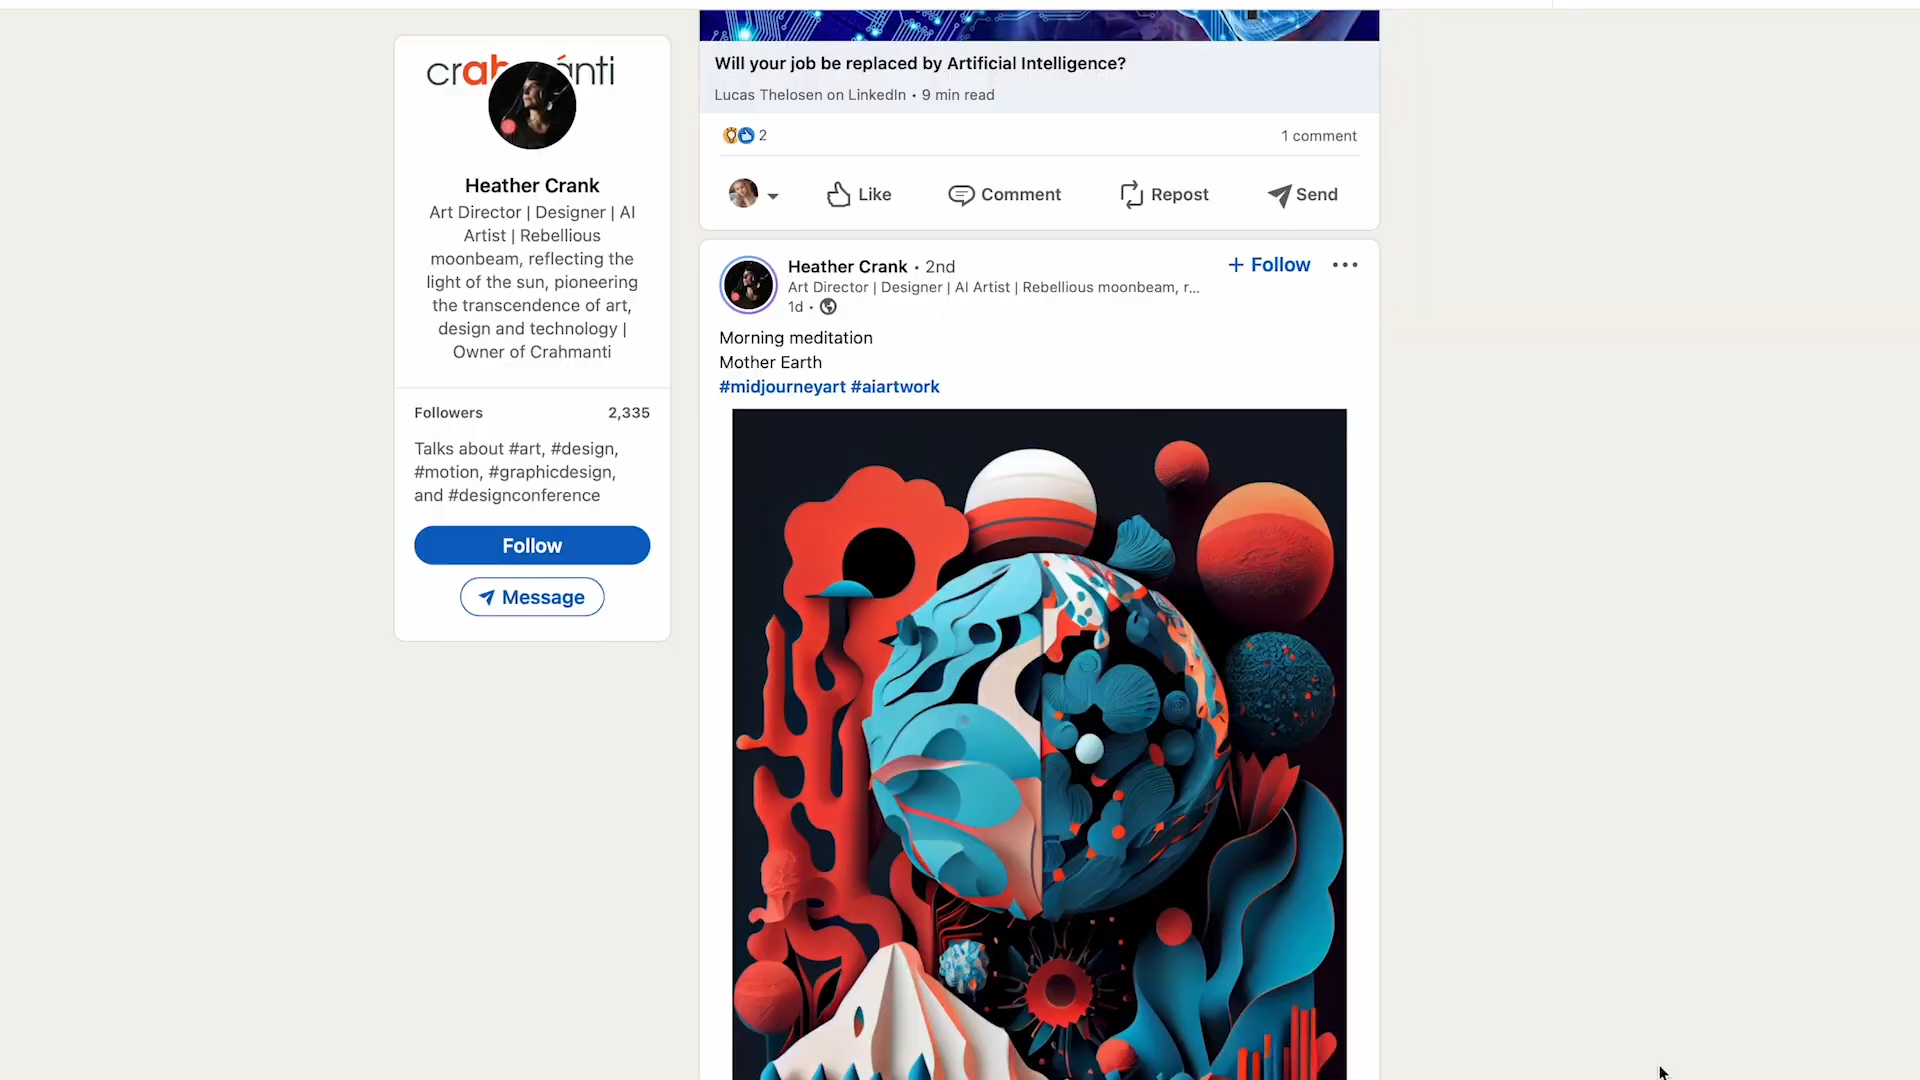 crah ánti
Heather Crank
Art Director | Designer | AI
Artist | Rebellious
moonbeam, reflecting the
light of the sun, pioneering
the transcendence of art,
design and technology |
Owner of Crahmanti
Followers 2,335
Talks about #art, #design,
#motion, #graphicdesign,
and #designconference
Follow
Message
Will your job be replaced by Artificial Intelligence?
Lucas Thelosen on LinkedIn • 9 min read
2 1 comment
Like Comment Repost Send
Heather Crank • 2nd + Follow
Art Director | Designer | AI Artist | Rebellious moonbeam, r...
1d •
Morning meditation
Mother Earth
#midjourneyart #aiartwork